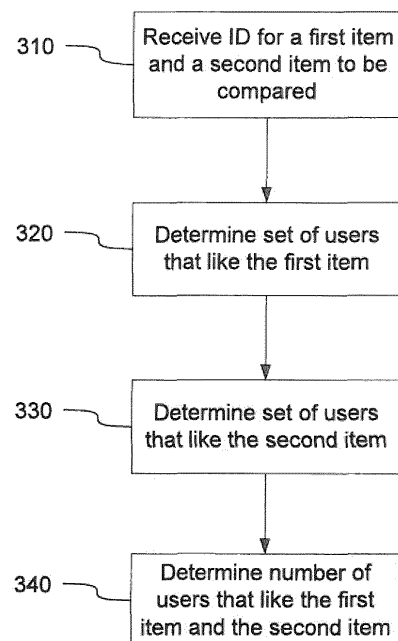 310
Receive ID for a first item
and a second item to be
compared
320
Determine set of users
that like the first item
330
Determine set of users
that like the second item
340
Determine number of
users that like the first
item and the second item